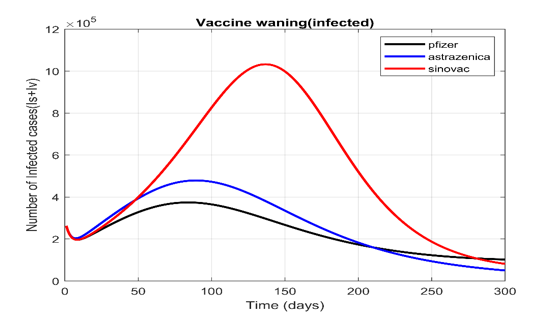 Vaccine waning(infected)
×10⁵
12
10
8
6
4
2
0
0 50 100 150 200 250 300
Number of Infected cases(Is+Iv)
Time (days)
pfizer
astrazenica
sinovac